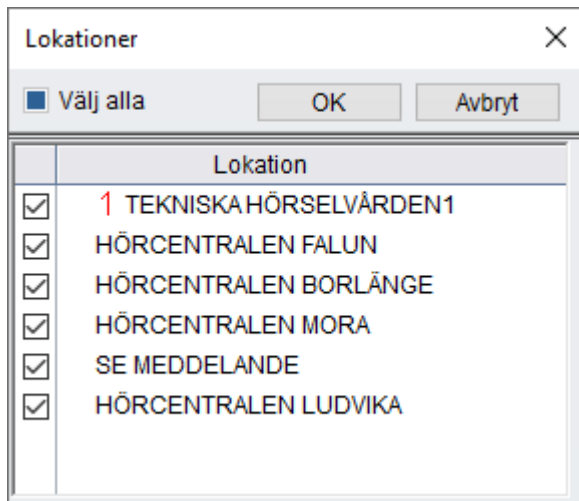 Lokationer
Välj alla OK Avbryt
Lokation
1 TEKNISKA HÖRSELVÅRDEN1
HÖRCENTRALEN FALUN
HÖRCENTRALEN BORLÄNGE
HÖRCENTRALEN MORA
SE MEDDELANDE
HÖRCENTRALEN LUDVIKA